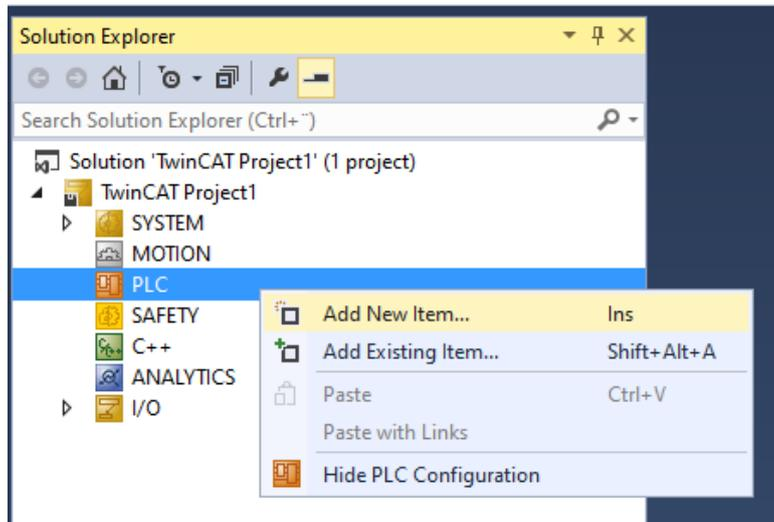 Solution Explorer
Search Solution Explorer (Ctrl+¨)
Solution 'TwinCAT Project1' (1 project)
TwinCAT Project1
SYSTEM
MOTION
PLC
SAFETY
C++
ANALYTICS
I/O
Add New Item... Ins
Add Existing Item... Shift+Alt+A
Paste Ctrl+V
Paste with Links
Hide PLC Configuration